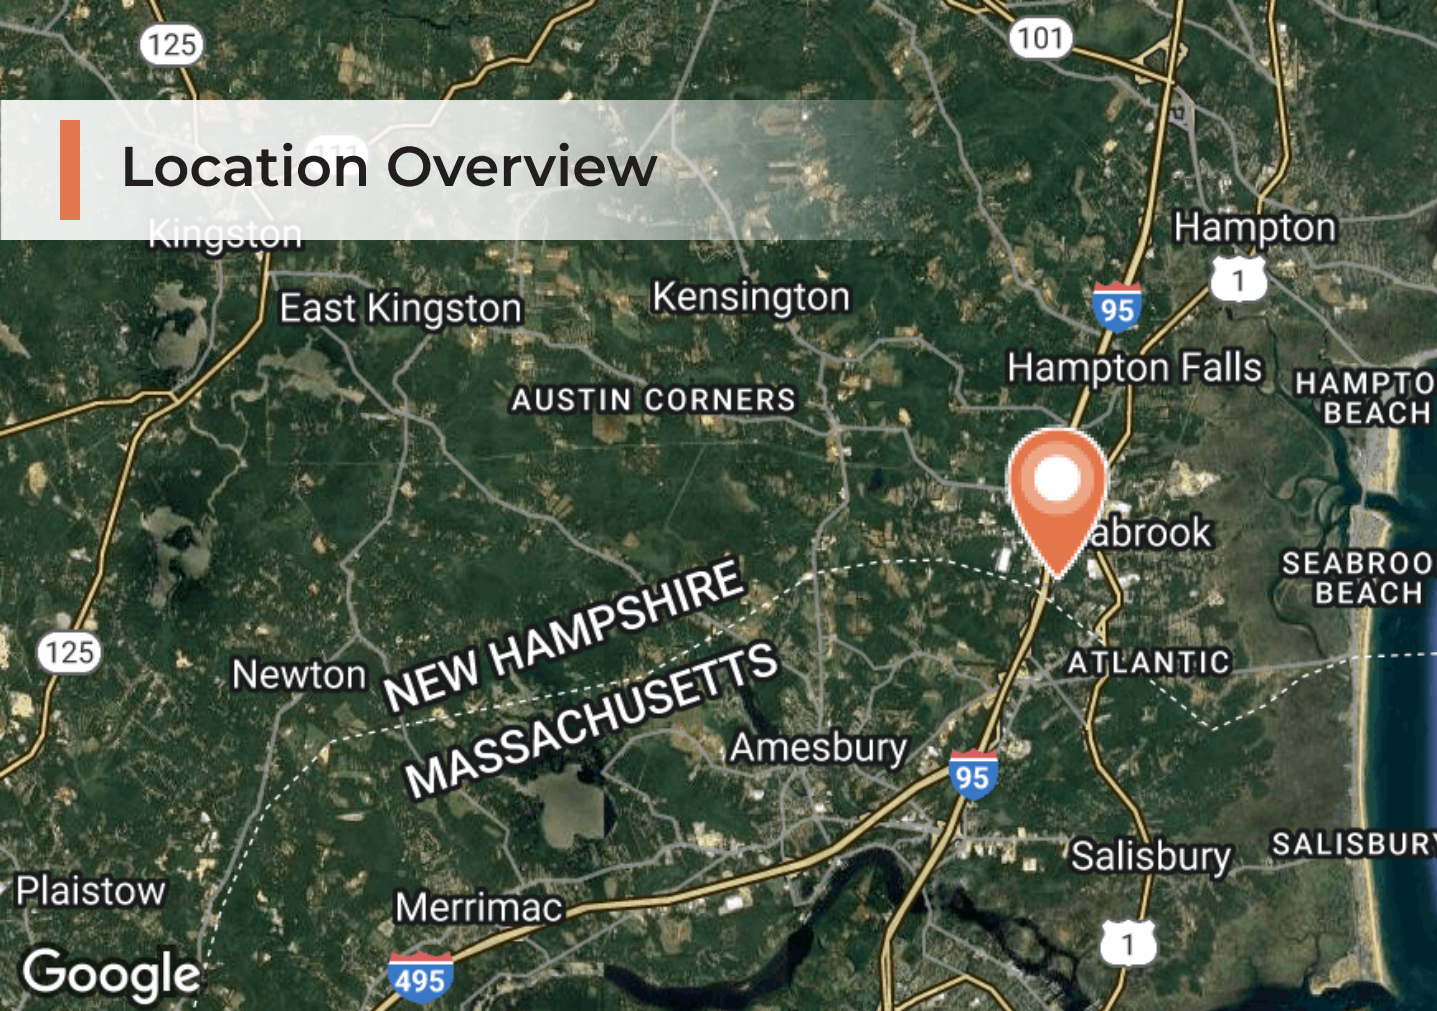 125
101
Location Overview
Kingston
Hampton
1
East Kingston
Kensington
95
Hampton Falls
AUSTIN CORNERS
HAMPTO
BEACH
abrook
SEABROO
BEACH
NEW HAMPSHIRE
125
Newton
ATLANTIC
MASSACHUSETTS
Amesbury
95
Salisbury
SALISBURY
Plaistow
Merrimac
1
Google
495